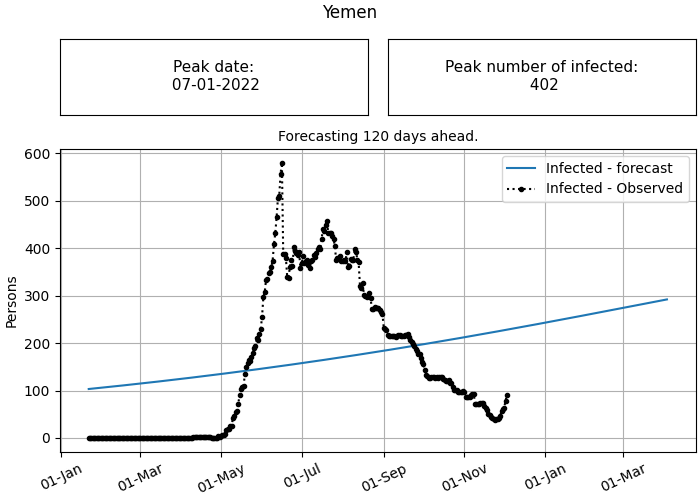 Yemen
Peak date:
07-01-2022
Peak number of infected:
402
Forecasting 120 days ahead.
600
500
400
300
200
100
0
Persons
Infected - forecast
Infected - Observed
01-Jan
01-Mar
01-May
01-Jul
01-Sep
01-Nov
01-Jan
01-Mar